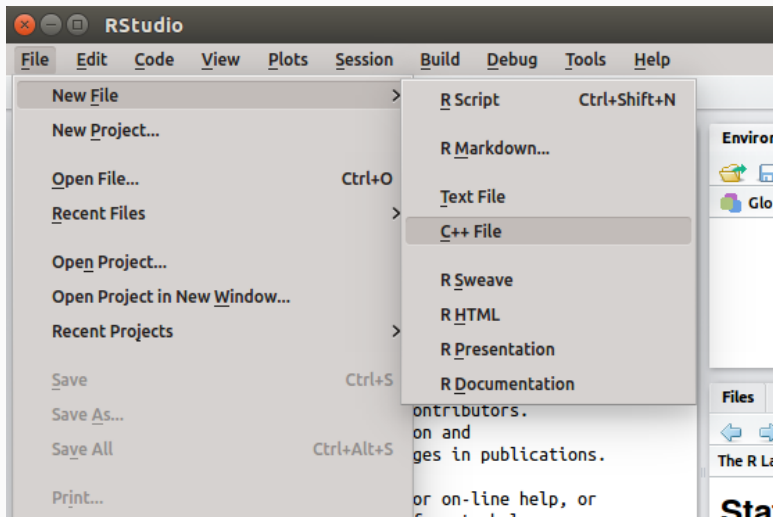 RStudio
File Edit Code View Plots Session Build Debug Tools Help
New File
New Project...
Open File... Ctrl+O
Recent Files
Open Project...
Open Project in New Window...
Recent Projects
Save Ctrl+S
Save As...
Save All Ctrl+Alt+S
Print...
R Script Ctrl+Shift+N
R Markdown...
Text File
C++ File
R Sweave
R HTML
R Presentation
R Documentation
ontributors.
on and
ges in publications.
or on-line help, or
Environ
Glo
Files
The R La
Sta